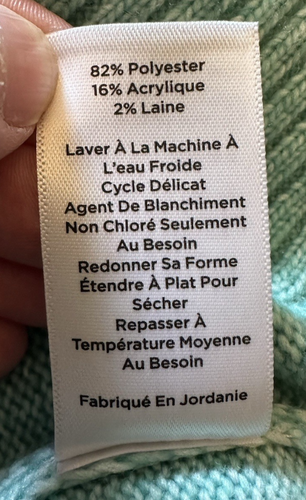 82% Polyester
16% Acrylique
2% Laine
Laver À La Machine À
L'eau Froide
Cycle Délicat
Agent De Blanchiment
Non Chloré Seulement
Au Besoin
Redonner Sa Forme
Étendre À Plat Pour
Sécher
Repasser À
Température Moyenne
Au Besoin
Fabriqué En Jordanie